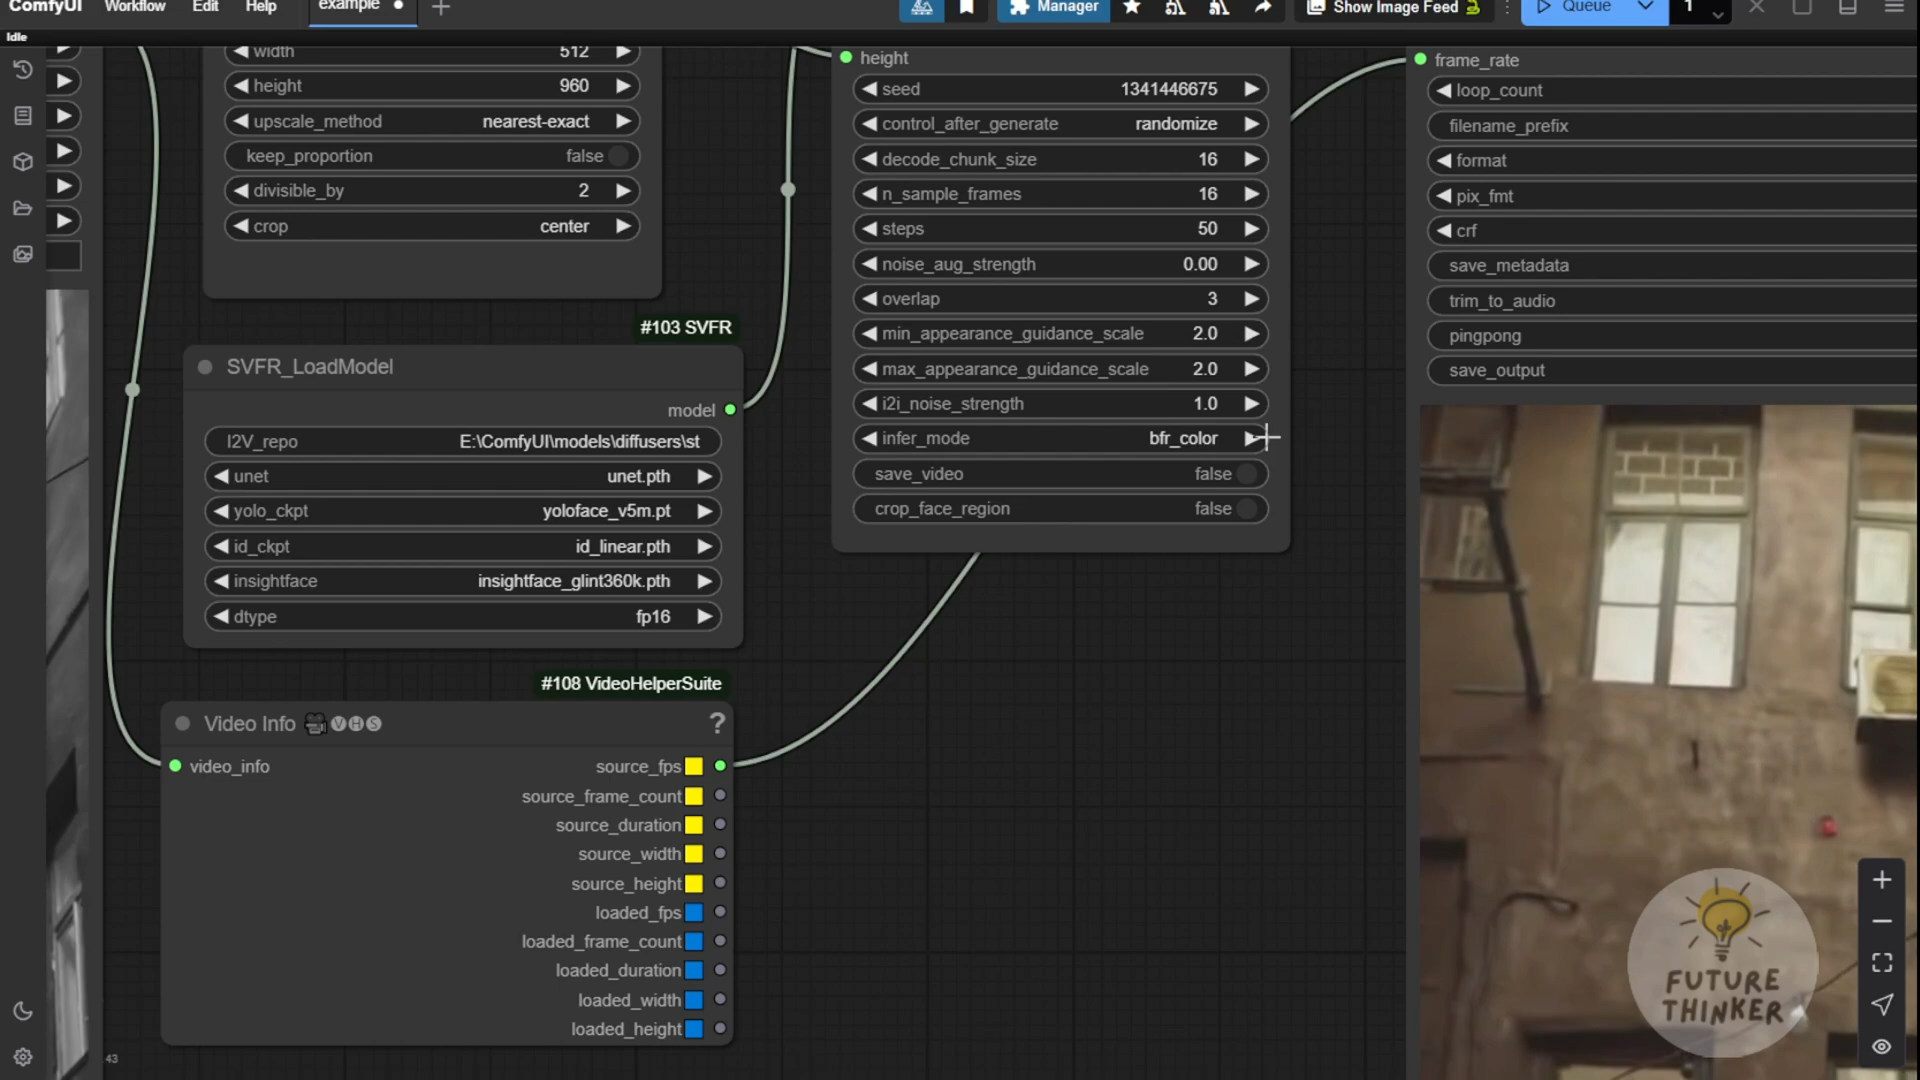 ComfyUI Workflow Edit Help example
Manager Show Image Feed Queue 1
Idle
width 512
height 960
upscale_method nearest-exact
keep_proportion false
divisible_by 2
crop center
#103 SVFR
SVFR_LoadModel
model
I2V_repo E:\ComfyUI\models\diffusers\st
unet unet.pth
yolo_ckpt yoloface_v5m.pt
id_ckpt id_linear.pth
insightface insightface_glint360k.pth
dtype fp16
#108 VideoHelperSuite
Video Info VHS ?
video_info source_fps
source_frame_count
source_duration
source_width
source_height
loaded_fps
loaded_frame_count
loaded_duration
loaded_width
loaded_height
43
height
seed 1341446675
control_after_generate randomize
decode_chunk_size 16
n_sample_frames 16
steps 50
noise_aug_strength 0.00
overlap 3
min_appearance_guidance_scale 2.0
max_appearance_guidance_scale 2.0
i2i_noise_strength 1.0
infer_mode bfr_color
save_video false
crop_face_region false
frame_rate
loop_count
filename_prefix
format
pix_fmt
crf
save_metadata
trim_to_audio
pingpong
save_output
FUTURE
THINKER